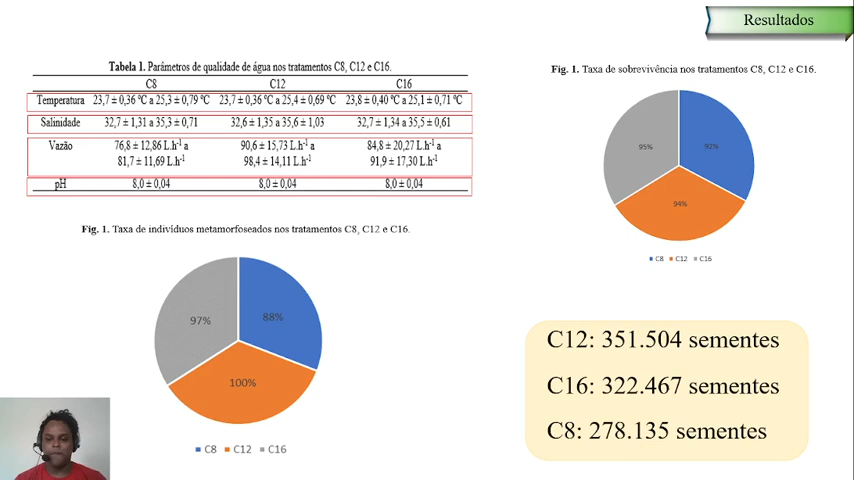 Resultados
Tabela 1. Parâmetros de qualidade de água nos tratamentos C8, C12 e C16.
C8 C12 C16
Temperatura 23,7 ± 0,36 ºC a 25,3 ± 0,79 ºC 23,7 ± 0,36 ºC a 25,4 ± 0,69 ºC 23,8 ± 0,40 ºC a 25,1 ± 0,71 ºC
Salinidade 32,7 ± 1,31 a 35,3 ± 0,71 32,6 ± 1,35 a 35,6 ± 1,03 32,7 ± 1,34 a 35,5 ± 0,61
Vazão 76,8 ± 12,86 L.h-1 a 90,6 ± 15,73 L.h-1 a 84,8 ± 20,27 L.h-1 a
81,7 ± 11,69 L.h-1 98,4 ± 14,11 L.h-1 91,9 ± 17,30 L.h-1
pH 8,0 ± 0,04 8,0 ± 0,04 8,0 ± 0,04
Fig. 1. Taxa de sobrevivência nos tratamentos C8, C12 e C16.
95% 92%
94%
C8 C12 C16
Fig. 1. Taxa de indivíduos metamorfoseados nos tratamentos C8, C12 e C16.
97% 88%
100%
C8 C12 C16
C12: 351.504 sementes
C16: 322.467 sementes
C8: 278.135 sementes